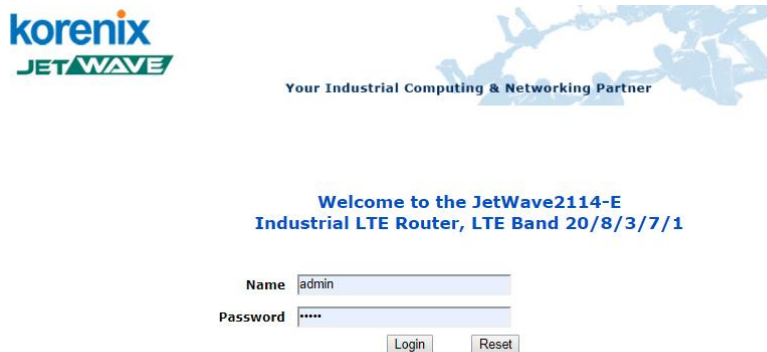 korenix
JETWAVE
Your Industrial Computing & Networking Partner
Welcome to the JetWave2114-E
Industrial LTE Router, LTE Band 20/8/3/7/1
Name admin
Password •••••
Login Reset